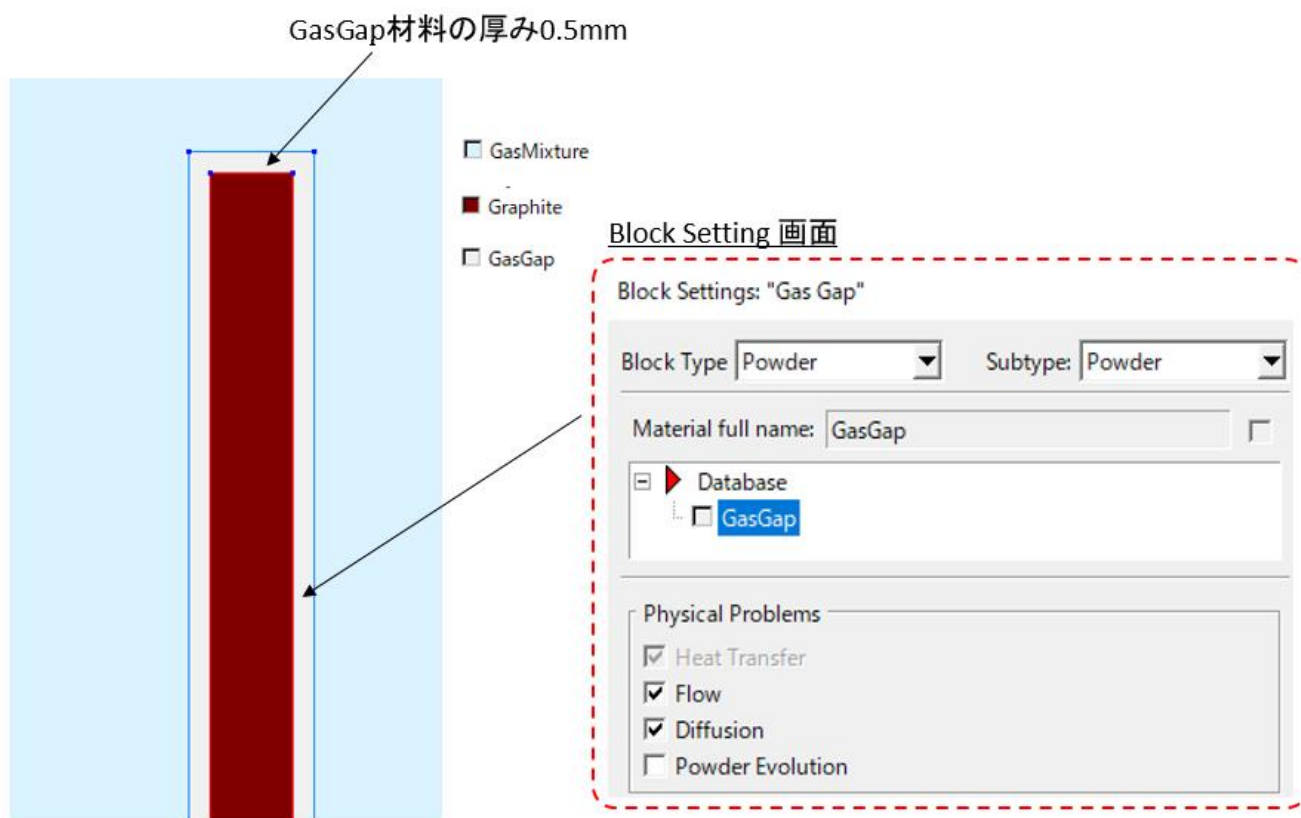 GasGap材料の厚み0.5mm
GasMixture
Graphite
GasGap
Block Setting 画面
Block Settings: "Gas Gap"
Block Type Powder Subtype: Powder
Material full name: GasGap
Database
GasGap
Physical Problems
Heat Transfer
Flow
Diffusion
Powder Evolution